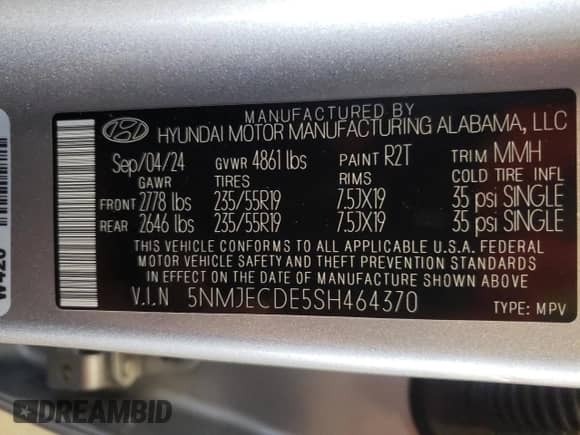 MANUFACTURED BY
HYUNDAI MOTOR MANUFACTURING ALABAMA, LLC
Sep/04/24 GVWR 4861 lbs PAINT R2T TRIM MMH
GAWR TIRES RIMS COLD TIRE INFL
FRONT 2778 lbs 235/55R19 7.5JX19 35 psi SINGLE
REAR 2646 lbs 235/55R19 7.5JX19 35 psi SINGLE
THIS VEHICLE CONFORMS TO ALL APPLICABLE U.S.A. FEDERAL
MOTOR VEHICLE SAFETY AND THEFT PREVENTION STANDARDS
IN EFFECT ON THE DATE OF MANUFACTURE SHOWN ABOVE
V.I.N 5NMJECDE5SH464370 TYPE: MPV
W420
DREAMBID